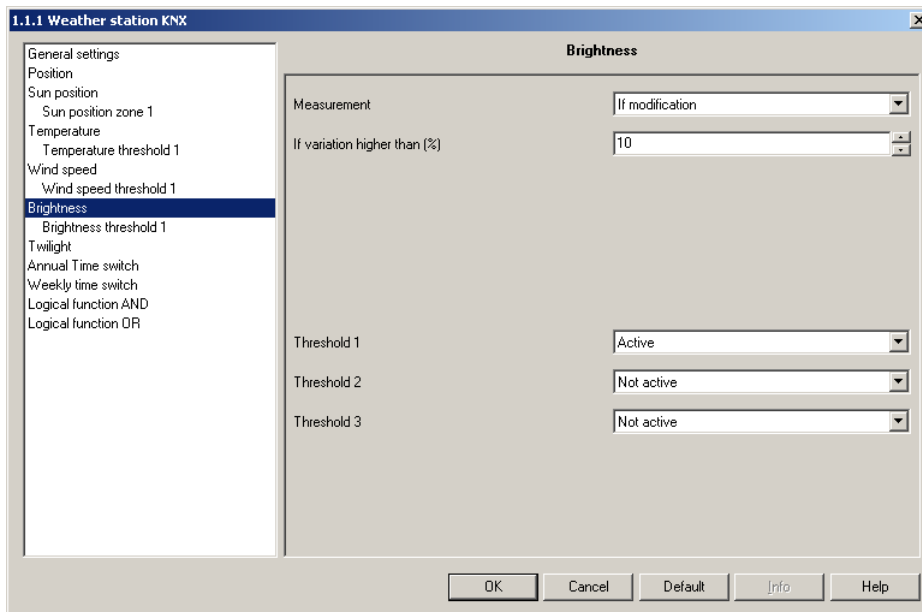 1.1.1 Weather station KNX
General settings
Position
Sun position
Sun position zone 1
Temperature
Temperature threshold 1
Wind speed
Wind speed threshold 1
Brightness
Brightness threshold 1
Twilight
Annual Time switch
Weekly time switch
Logical function AND
Logical function OR
Brightness
Measurement If modification
If variation higher than (%) 10
Threshold 1 Active
Threshold 2 Not active
Threshold 3 Not active
OK Cancel Default Info Help